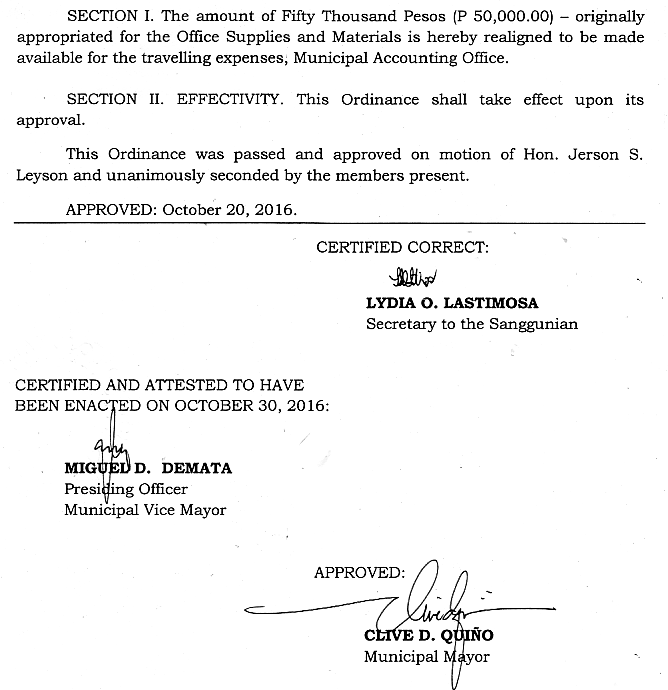 SECTION I. The amount of Fifty Thousand Pesos (P 50,000.00) – originally
appropriated for the Office Supplies and Materials is hereby realigned to be made
available for the travelling expenses, Municipal Accounting Office.
SECTION II. EFFECTIVITY. This Ordinance shall take effect upon its
approval.
This Ordinance was passed and approved on motion of Hon. Jerson S.
Leyson and unanimously seconded by the members present.
APPROVED: October 20, 2016.
CERTIFIED CORRECT:
LYDIA O. LASTIMOSA
Secretary to the Sanggunian
CERTIFIED AND ATTESTED TO HAVE
BEEN ENACTED ON OCTOBER 30, 2016:
MIGUEL D. DEMATA
Presiding Officer
Municipal Vice Mayor
APPROVED:
CLIVE D. QUIÑO
Municipal Mayor